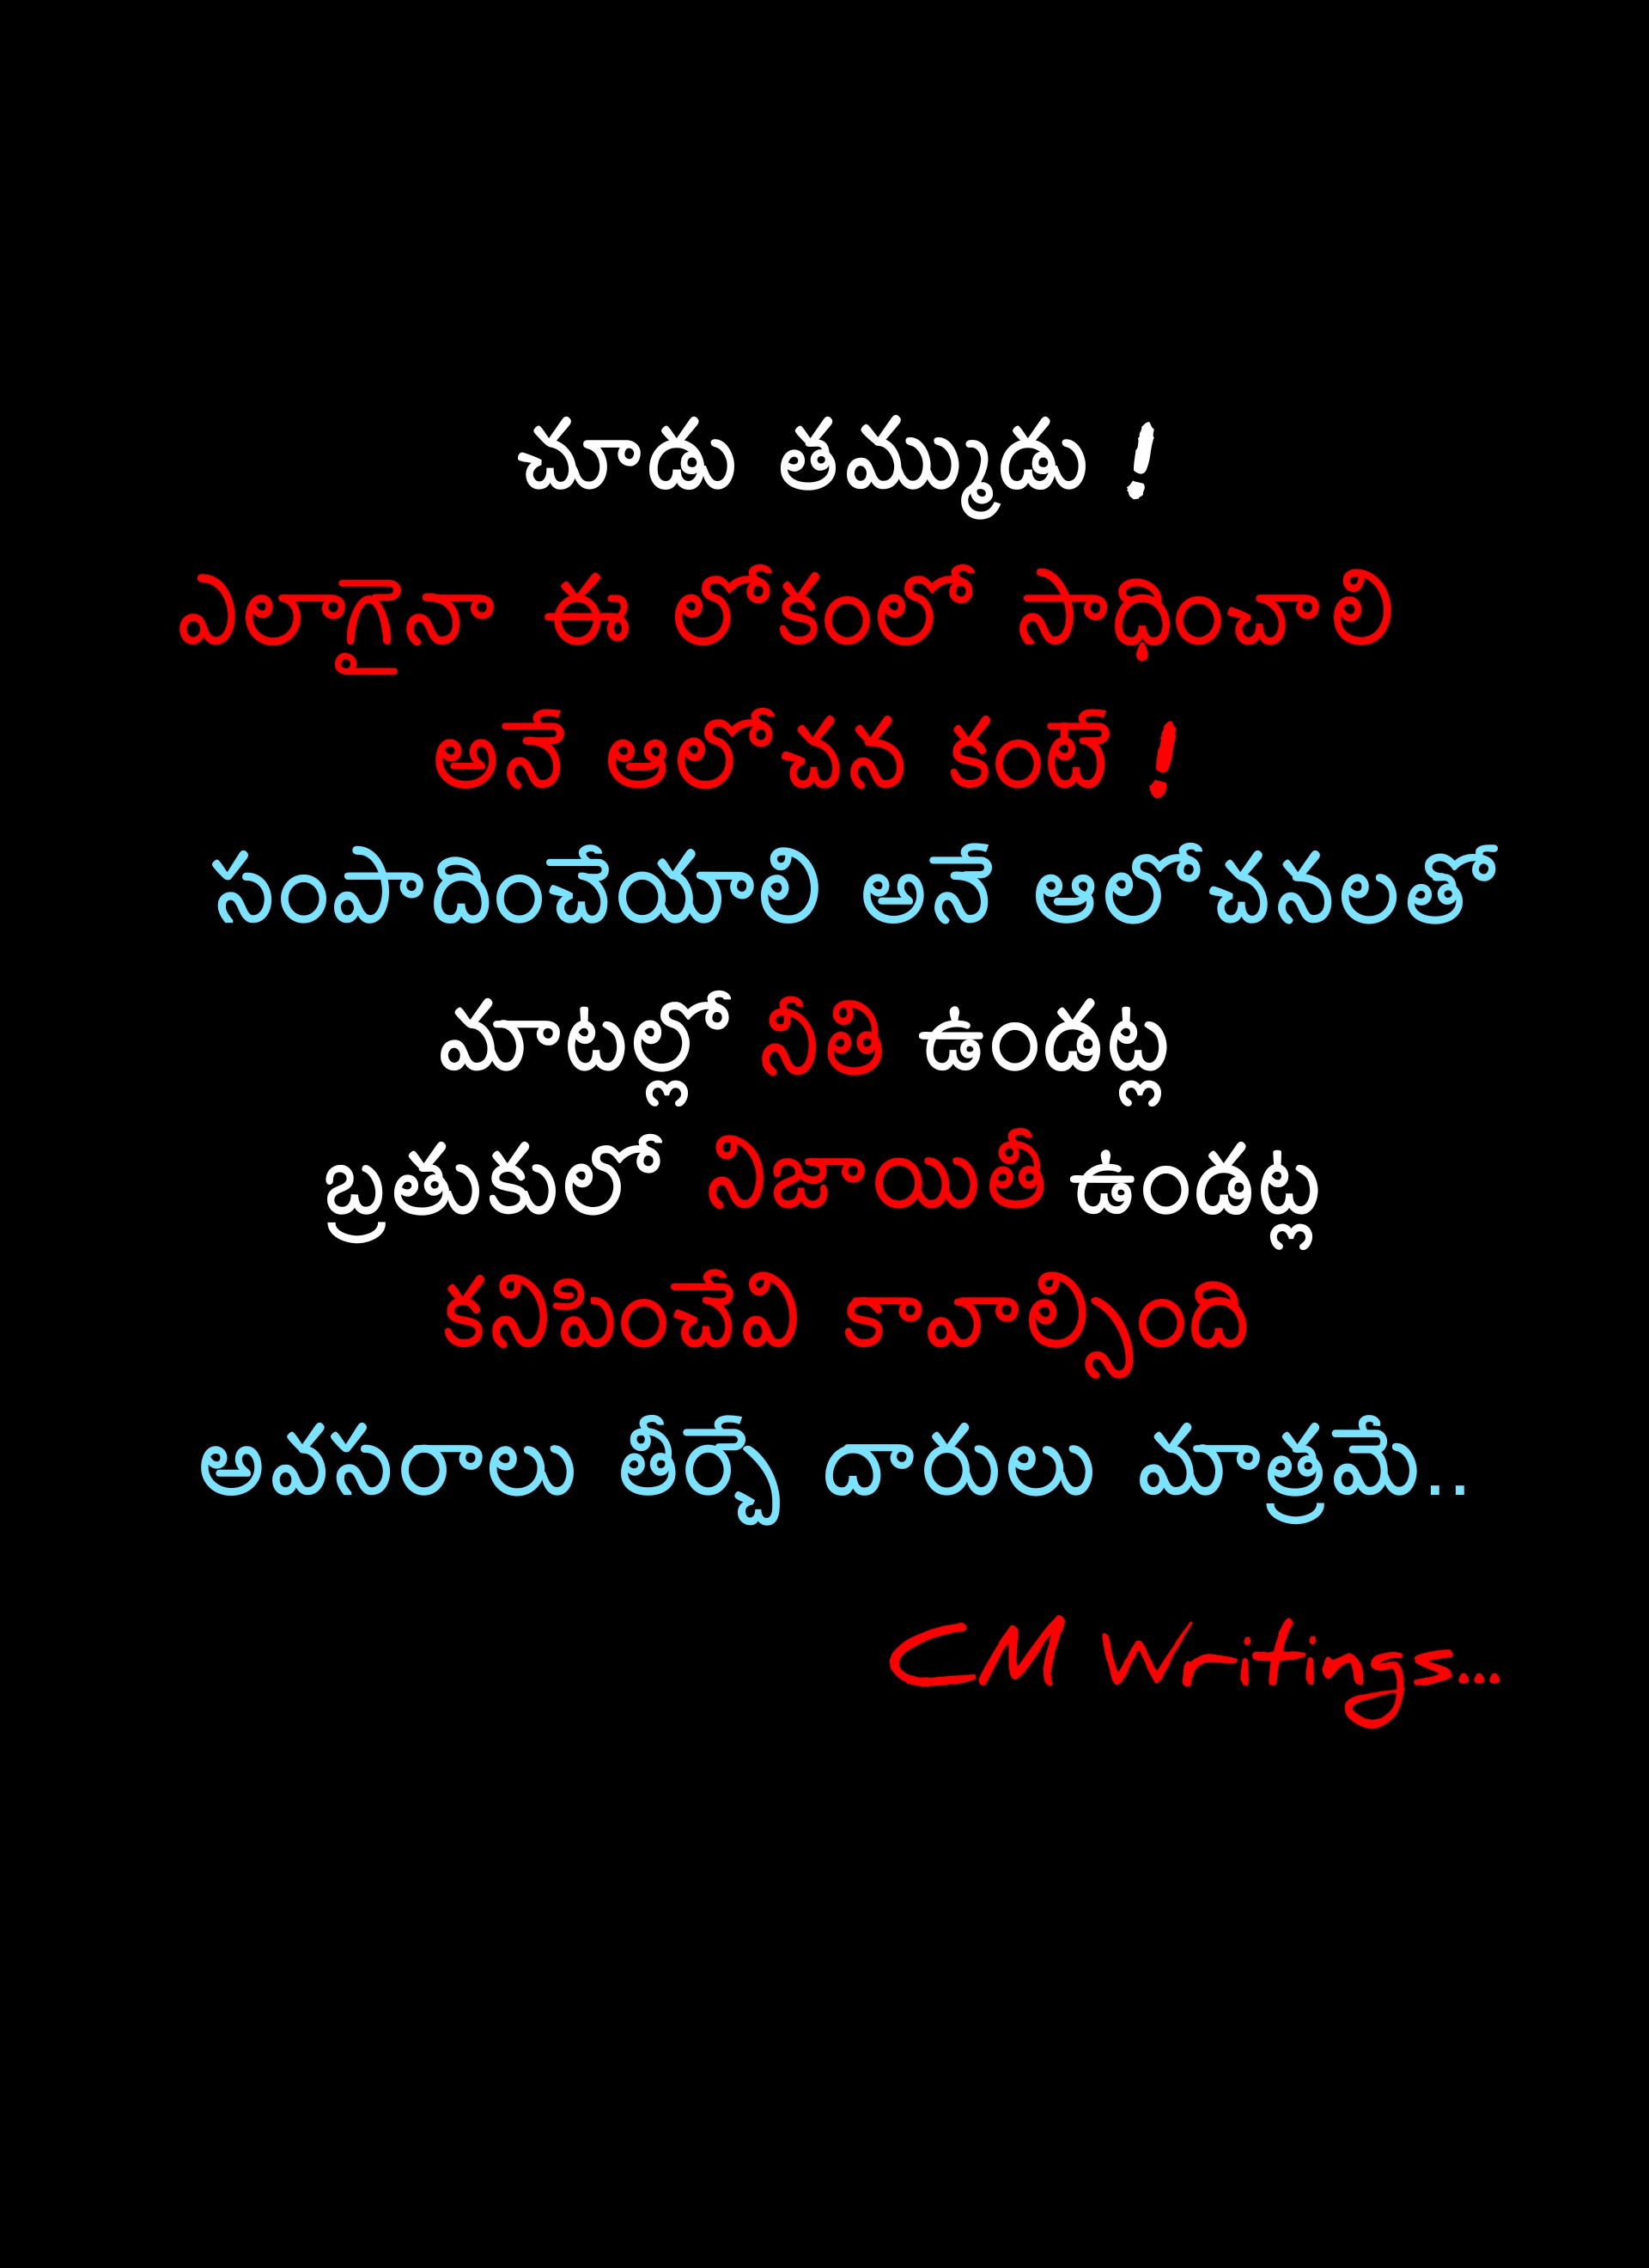 చూడు తమ్ముడు !
ఎలాగైనా ఈ లోకంలో సాధించాలి
అనే ఆలోచన కంటే !
సంపాదించేయాలి అనే ఆలోచనలతో
మాటల్లో నీతి ఉండట్ల
బ్రతుకులో నిజాయితీ ఉండట్ల
కనిపించేవి కావాల్సింది
అవసరాలు తీర్చే దారులు మాత్రమే..
CM Writings...